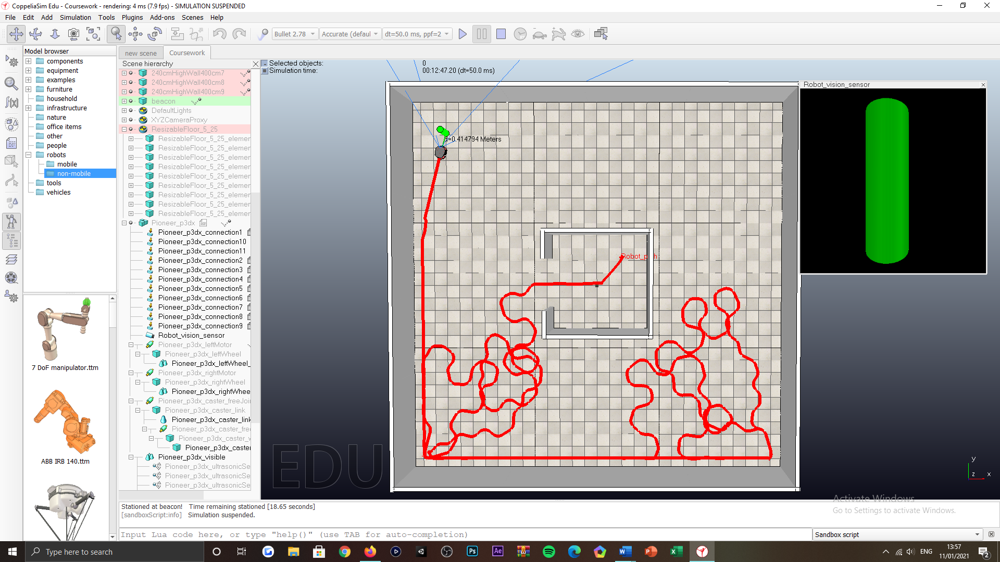 CoppeliaSim Edu - Coursework - rendering: 4 ms (7.9 fps) - SIMULATION SUSPENDED
File Edit Add Simulation Tools Plugins Add-ons Scenes Help
Bullet 2.78 Accurate (defaul dt=50.0 ms, ppf=2
Model browser
components
equipment
examples
furniture
household
infrastructure
nature
office items
other
people
robots
mobile
non-mobile
tools
vehicles
7 DoF manipulator.ttm
ABB IRB 140.ttm
new scene Coursework
Scene hierarchy
240cmHighWall400cm7
240cmHighWall400cm8
240cmHighWall400cm9
beacon
DefaultLights
XYZCameraProxy
ResizableFloor_5_25
ResizableFloor_5_25_elemer
ResizableFloor_5_25_elemer
ResizableFloor_5_25_elemer
ResizableFloor_5_25_elemer
ResizableFloor_5_25_elemer
ResizableFloor_5_25_elemer
ResizableFloor_5_25_elemer
ResizableFloor_5_25_elemer
ResizableFloor_5_25_elemer
Pioneer_p3dx
Pioneer_p3dx_connection1
Pioneer_p3dx_connection10
Pioneer_p3dx_connection11
Pioneer_p3dx_connection2
Pioneer_p3dx_connection3
Pioneer_p3dx_connection4
Pioneer_p3dx_connection5
Pioneer_p3dx_connection6
Pioneer_p3dx_connection7
Pioneer_p3dx_connection8
Pioneer_p3dx_connection9
Robot_vision_sensor
Pioneer_p3dx_leftMotor
Pioneer_p3dx_leftWheel
Pioneer_p3dx_leftWheel_
Pioneer_p3dx_rightMotor
Pioneer_p3dx_rightWheel
Pioneer_p3dx_rightWhee
Pioneer_p3dx_caster_freeJoi
Pioneer_p3dx_caster_link
Pioneer_p3dx_caster_link
Pioneer_p3dx_caster_fre
Pioneer_p3dx_caster_v
Pioneer_p3dx_caster
Pioneer_p3dx_visible
Pioneer_p3dx_ultrasonicSe
Pioneer_p3dx_ultrasonicSe
Pioneer_p3dx_ultrasonicSe
Selected objects: 0
Simulation time: 00:12:47.20 (dt=50.0 ms)
d=0.414794 Meters
Robot_vision_sensor
EDU
y
z x
Stationed at beacon! Time remaining stationed [18.65 seconds]
[sandboxScript:info] Simulation suspended.
Activate Windows
Go to Settings to activate Windows.
Input Lua code here, or type "help()" (use TAB for auto-completion)
Sandbox script
Type here to search
Ps
Ae
ENG
13:57
11/01/2021
2